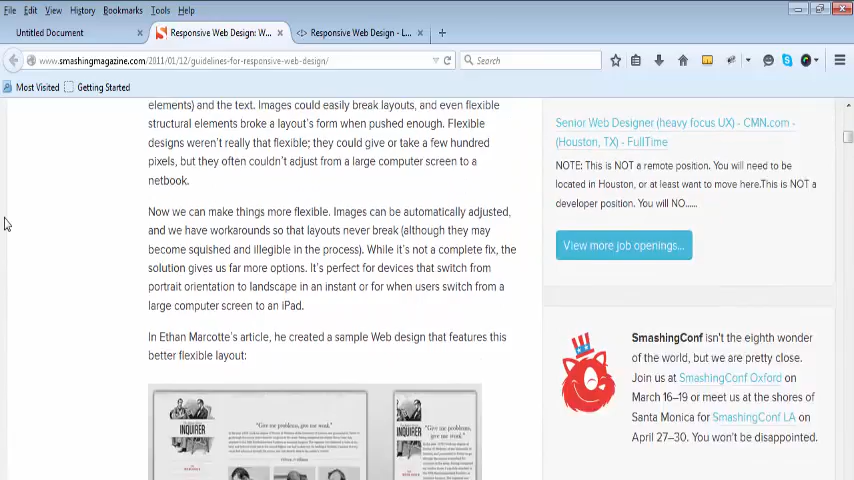 File Edit View History Bookmarks Tools Help
Untitled Document × Responsive Web Design: W... × Responsive Web Design - L... × +
www.smashingmagazine.com/2011/01/12/guidelines-for-responsive-web-design/ Search
Most Visited Getting Started
elements) and the text. Images could easily break layouts, and even flexible
structural elements broke a layout's form when pushed enough. Flexible
designs weren't really that flexible; they could give or take a few hundred
pixels, but they often couldn't adjust from a large computer screen to a
netbook.
Now we can make things more flexible. Images can be automatically adjusted,
and we have workarounds so that layouts never break (although they may
become squished and illegible in the process). While it's not a complete fix, the
solution gives us far more options. It's perfect for devices that switch from
portrait orientation to landscape in an instant or for when users switch from a
large computer screen to an iPad.
In Ethan Marcotte's article, he created a sample Web design that features this
better flexible layout:
INQUIRER
"Give me problems, give me work."
INQUIRER
"Give me problems,
give me work."
Senior Web Designer (heavy focus UX) - CMN.com -
(Houston, TX) - FullTime
NOTE: This is NOT a remote position. You will need to be
located in Houston, or at least want to move here.This is NOT a
developer position. You will NO......
View more job openings...
SmashingConf isn't the eighth wonder
of the world, but we are pretty close.
Join us at SmashingConf Oxford on
March 16–19 or meet us at the shores of
Santa Monica for SmashingConf LA on
April 27–30. You won't be disappointed.